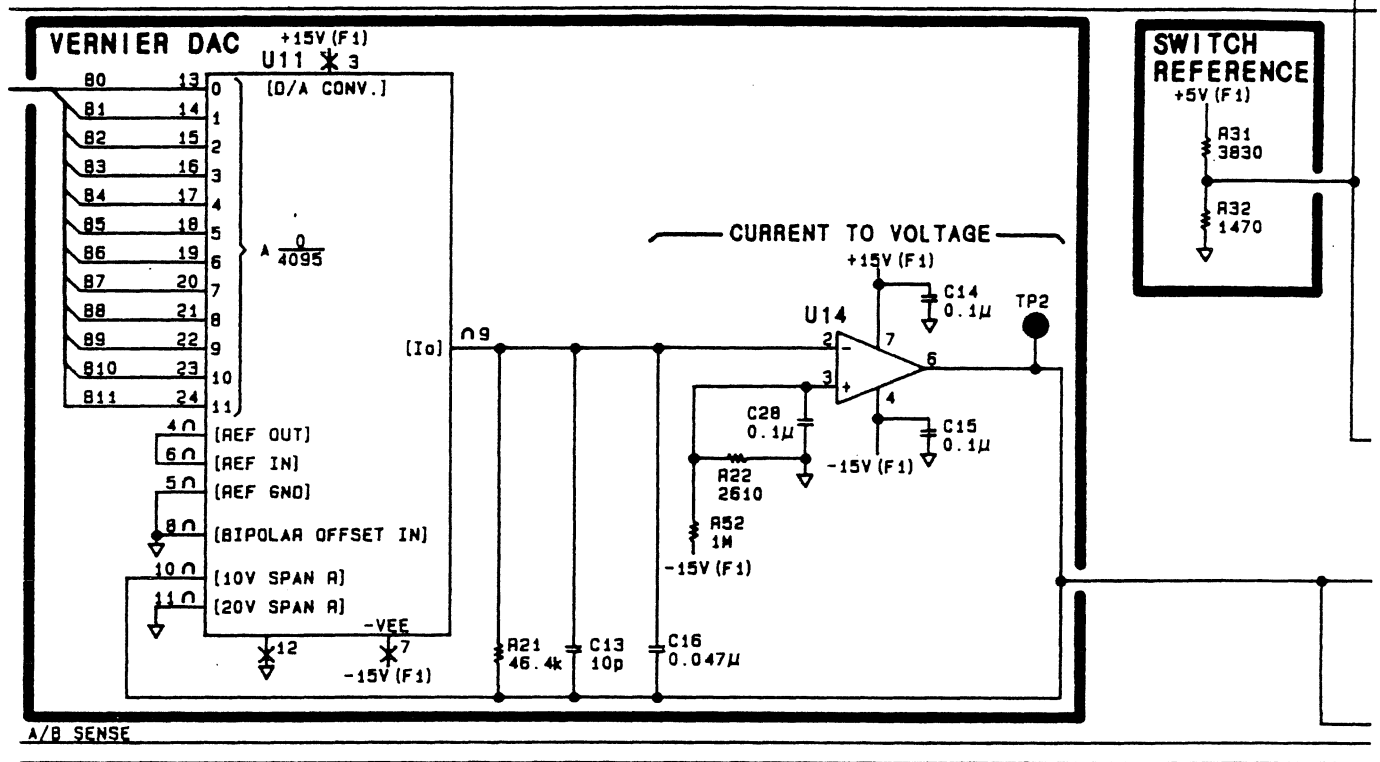 VERNIER DAC
+15V(F1)
U11 3
[D/A CONV.]
B0 13 0
B1 14 1
B2 15 2
B3 16 3
B4 17 4
B5 18 5
B6 19 6
B7 20 7
B8 21 8
B9 22 9
B10 23 10
B11 24 11
A 0
4095
[Io] ∩9
4∩ [REF OUT]
6∩ [REF IN]
5∩ [REF GND]
8∩ [BIPOLAR OFFSET IN]
10∩ [10V SPAN R]
11∩ [20V SPAN R]
-VEE
12
7
-15V(F1)
R21
46.4k
C13
10p
C16
0.047µ
CURRENT TO VOLTAGE
+15V(F1)
C14
0.1µ
U14
TP2
2 -
7
6
3 +
4
C28
0.1µ
C15
0.1µ
-15V(F1)
R22
2610
R52
1M
-15V(F1)
SWITCH
REFERENCE
+5V(F1)
R31
3830
R32
1470
A/B SENSE